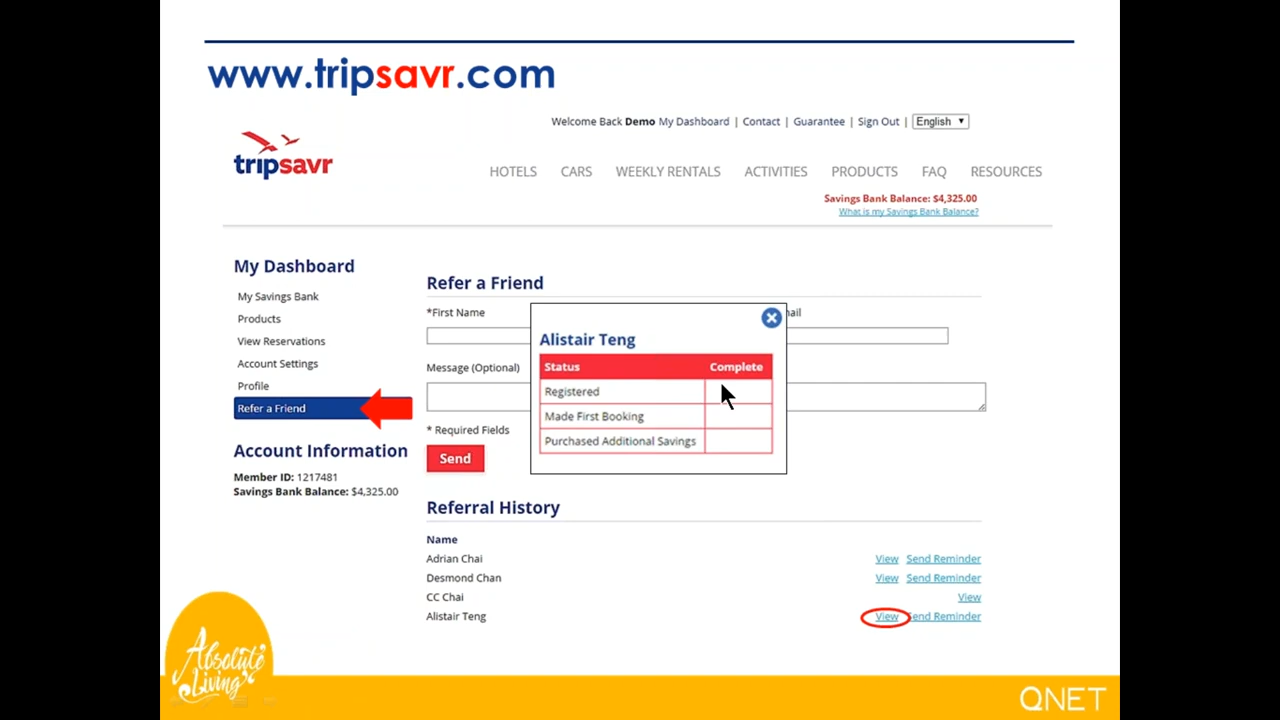 www.tripsavr.com
Welcome Back Demo My Dashboard | Contact | Guarantee | Sign Out | English ▼
tripsavr
HOTELS CARS WEEKLY RENTALS ACTIVITIES PRODUCTS FAQ RESOURCES
Savings Bank Balance: $4,325.00
What is my Savings Bank Balance?
My Dashboard
My Savings Bank
Products
View Reservations
Account Settings
Profile
Refer a Friend
Account Information
Member ID: 1217481
Savings Bank Balance: $4,325.00
Refer a Friend
*First Name
Message (Optional)
* Required Fields
Send
Alistair Teng
Status Complete
Registered
Made First Booking
Purchased Additional Savings
Referral History
Name
Adrian Chai View Send Reminder
Desmond Chan View Send Reminder
CC Chai View
Alistair Teng View Send Reminder
Absolute
Living
QNET